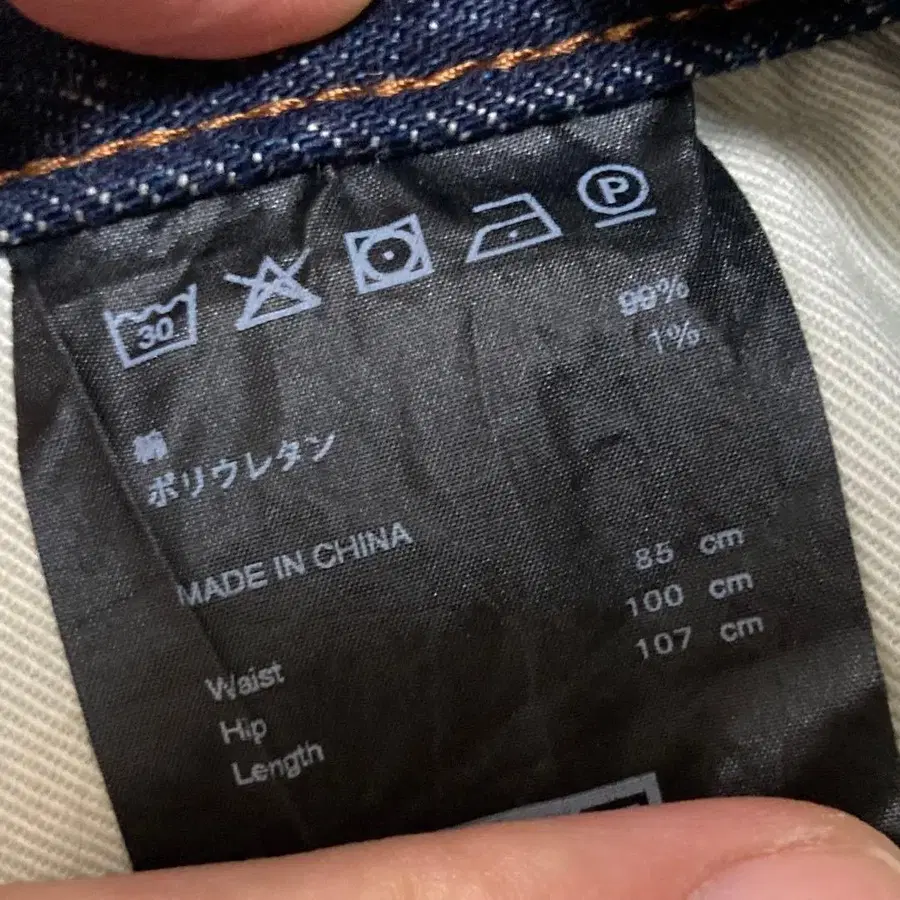 30 P
綿 99%
ポリウレタン 1%
MADE IN CHINA
Waist 85 cm
Hip 100 cm
Length 107 cm